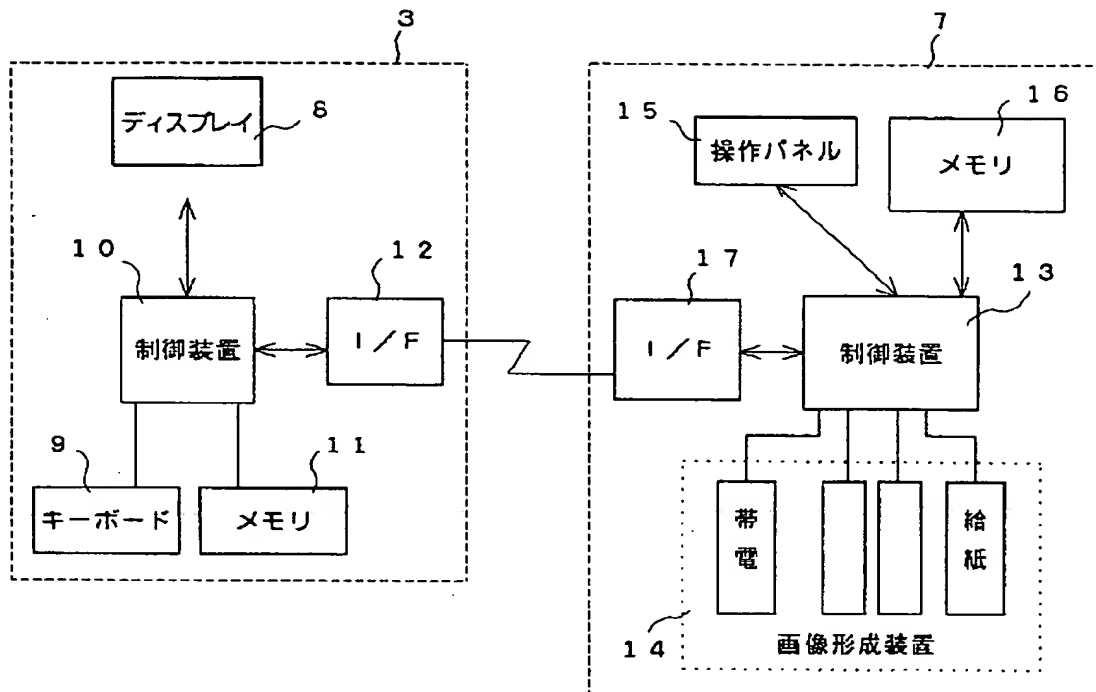 3
7
ディスプレイ
8
15
操作パネル
16
メモリ
10
制御装置
12
I/F
17
I/F
13
制御装置
9
キーボード
11
メモリ
帯電
給紙
14
画像形成装置